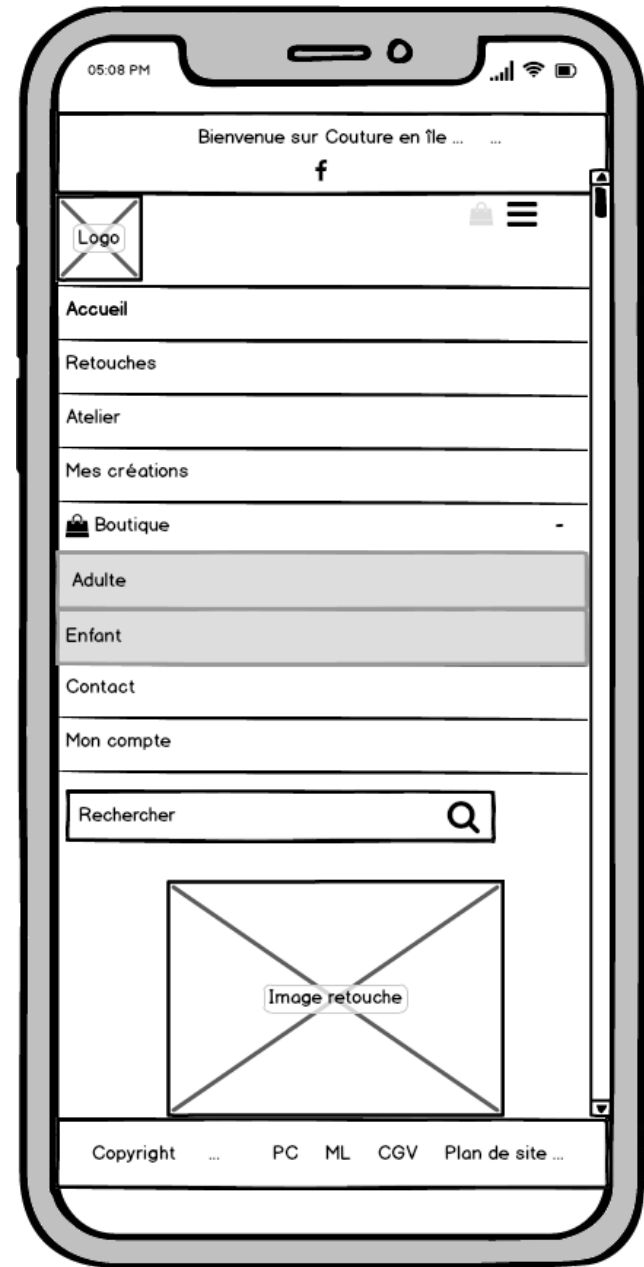 05:08 PM
Bienvenue sur Couture en île ... ...
f
Logo
Accueil
Retouches
Atelier
Mes créations
Boutique -
Adulte
Enfant
Contact
Mon compte
Rechercher
Image retouche
Copyright ... PC ML CGV Plan de site ...